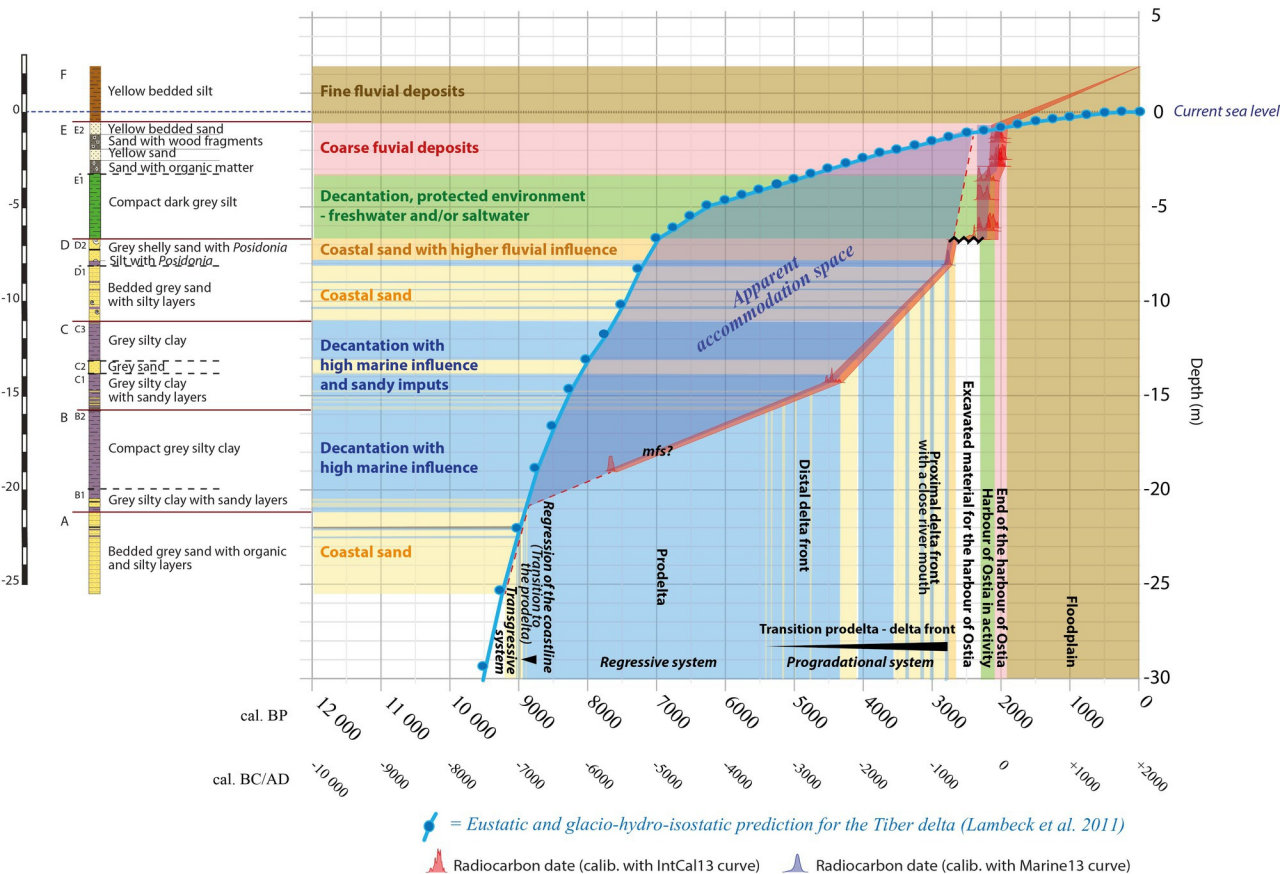 5
F
Yellow bedded silt
Fine fluvial deposits
0
0
Current sea level
E
E2
Yellow bedded sand
Sand with wood fragments
Yellow sand
Sand with organic matter
Coarse fuvial deposits
E1
Compact dark grey silt
Decantation, protected environment
- freshwater and/or saltwater
-5
-5
D
D2
Grey shelly sand with Posidonia
Silt with Posidonia
Coastal sand with higher fluvial influence
D1
Bedded grey sand
with silty layers
Coastal sand
-10
-10
Apparent
accommodation space
C
C3
Grey silty clay
C2
Grey sand
C1
Grey silty clay
with sandy layers
Decantation with
high marine influence
and sandy imputs
-15
-15
Depth (m)
B
B2
Compact grey silty clay
Decantation with
high marine influence
mfs?
-20
-20
B1
Grey silty clay with sandy layers
A
Bedded grey sand with organic
and silty layers
Coastal sand
-25
-25
-30
Transgressive
system
Regression of the coastline
(Transition to
the prodelta)
Prodelta
Distal delta front
Proximal delta front
with a close river mouth
Excavated material for the harbour of Ostia
Harbour of Ostia in activity
End of the harbour of Ostia
Floodplain
Transition prodelta - delta front
Regressive system
Progradational system
cal. BP
12 000
11 000
10 000
9000
8000
7000
6000
5000
4000
3000
2000
1000
0
cal. BC/AD
-10 000
-9000
-8000
-7000
-6000
-5000
-4000
-3000
-2000
-1000
0
+1000
+2000
= Eustatic and glacio-hydro-isostatic prediction for the Tiber delta (Lambeck et al. 2011)
Radiocarbon date (calib. with IntCal13 curve)
Radiocarbon date (calib. with Marine13 curve)